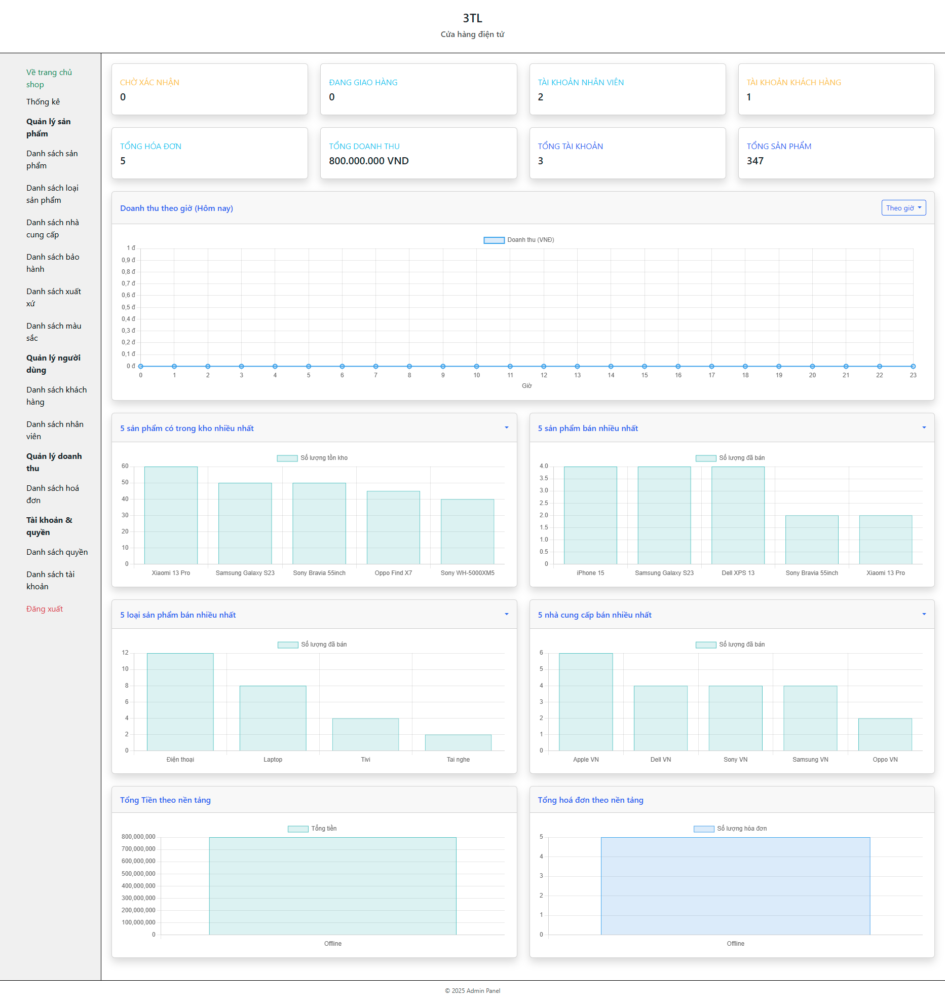 3TL
Cửa hàng điện tử
Về trang chủ
shop
Thống kê
Quản lý sản
phẩm
Danh sách sản
phẩm
Danh sách loại
sản phẩm
Danh sách nhà
cung cấp
Danh sách bảo
hành
Danh sách xuất
xứ
Danh sách màu
sắc
Quản lý người
dùng
Danh sách khách
hàng
Danh sách nhân
viên
Quản lý doanh
thu
Danh sách hoá
đơn
Tài khoản &
quyền
Danh sách quyền
Danh sách tài
khoản
Đăng xuất
CHỜ XÁC NHẬN
0
ĐANG GIAO HÀNG
0
TÀI KHOẢN NHÂN VIÊN
2
TÀI KHOẢN KHÁCH HÀNG
1
TỔNG HÓA ĐƠN
5
TỔNG DOANH THU
800.000.000 VND
TỔNG TÀI KHOẢN
3
TỔNG SẢN PHẨM
347
Doanh thu theo giờ (Hôm nay)
Theo giờ
Doanh thu (VNĐ)
1 đ
0,9 đ
0,8 đ
0,7 đ
0,6 đ
0,5 đ
0,4 đ
0,3 đ
0,2 đ
0,1 đ
0 đ
0 1 2 3 4 5 6 7 8 9 10 11 12 13 14 15 16 17 18 19 20 21 22 23
Giờ
5 sản phẩm có trong kho nhiều nhất
Số lượng tồn kho
60
50
40
30
20
10
0
Xiaomi 13 Pro Samsung Galaxy S23 Sony Bravia 55inch Oppo Find X7 Sony WH-5000XM5
5 sản phẩm bán nhiều nhất
Số lượng đã bán
4.0
3.5
3.0
2.5
2.0
1.5
1.0
0.5
0
iPhone 15 Samsung Galaxy S23 Dell XPS 13 Sony Bravia 55inch Xiaomi 13 Pro
5 loại sản phẩm bán nhiều nhất
Số lượng đã bán
12
10
8
6
4
2
0
Điện thoại Laptop Tivi Tai nghe
5 nhà cung cấp bán nhiều nhất
Số lượng đã bán
6
5
4
3
2
1
0
Apple VN Dell VN Sony VN Samsung VN Oppo VN
Tổng Tiền theo nền tảng
Tổng tiền
800,000,000
700,000,000
600,000,000
500,000,000
400,000,000
300,000,000
200,000,000
100,000,000
0
Offline
Tổng hoá đơn theo nền tảng
Số lượng hóa đơn
5
4
3
2
1
0
Offline
© 2025 Admin Panel